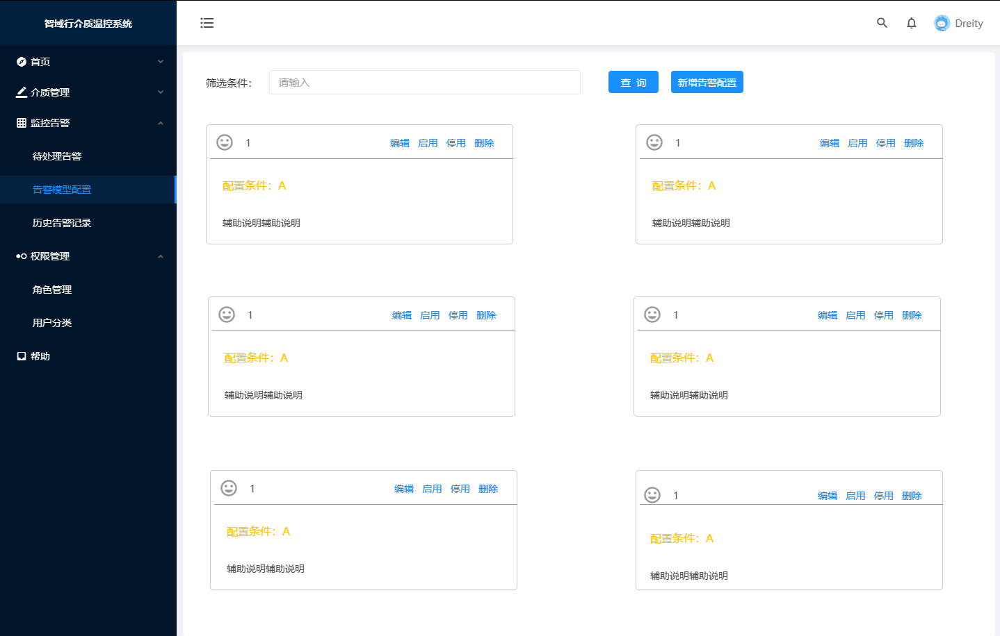 智域行介质温控系统
Dreity
首页
介质管理
监控告警
待处理告警
告警模型配置
历史告警记录
权限管理
角色管理
用户分类
帮助
筛选条件： 请输入 查 询 新增告警配置
1 编辑 启用 停用 删除
配置条件：A
辅助说明辅助说明
1 编辑 启用 停用 删除
配置条件：A
辅助说明辅助说明
1 编辑 启用 停用 删除
配置条件：A
辅助说明辅助说明
1 编辑 启用 停用 删除
配置条件：A
辅助说明辅助说明
1 编辑 启用 停用 删除
配置条件：A
辅助说明辅助说明
1 编辑 启用 停用 删除
配置条件：A
辅助说明辅助说明